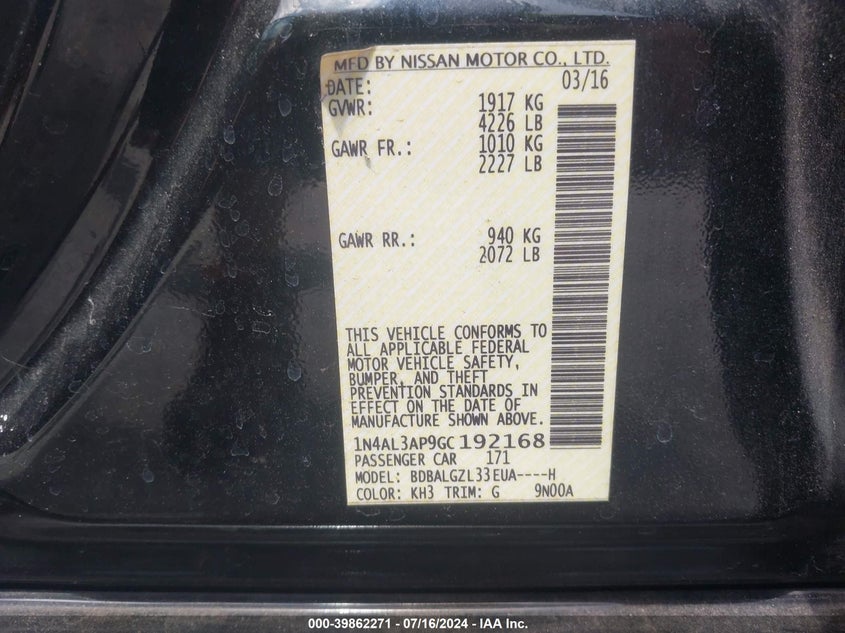 MFD BY NISSAN MOTOR CO., LTD.
DATE: 03/16
GVWR: 1917 KG
4226 LB
GAWR FR.: 1010 KG
2227 LB
GAWR RR.: 940 KG
2072 LB
THIS VEHICLE CONFORMS TO
ALL APPLICABLE FEDERAL
MOTOR VEHICLE SAFETY,
BUMPER, AND THEFT
PREVENTION STANDARDS IN
EFFECT ON THE DATE OF
MANUFACTURE SHOWN ABOVE.
1N4AL3AP9GC192168
PASSENGER CAR 171
MODEL: BDBALGZL33EUA----H
COLOR: KH3 TRIM: G 9N00A
000-39862271 - 07/16/2024 - IAA Inc.